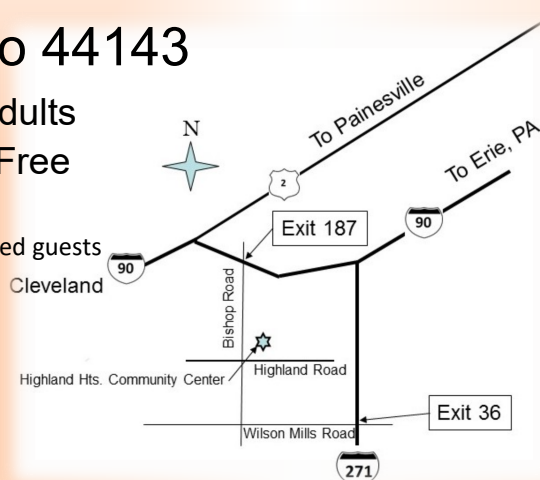 o 44143
dults
Free
ed guests
N
To Painesville
2
To Erie, PA
90
Exit 187
90
Cleveland
Bishop Road
Highland Hts. Community Center
Highland Road
Exit 36
Wilson Mills Road
271